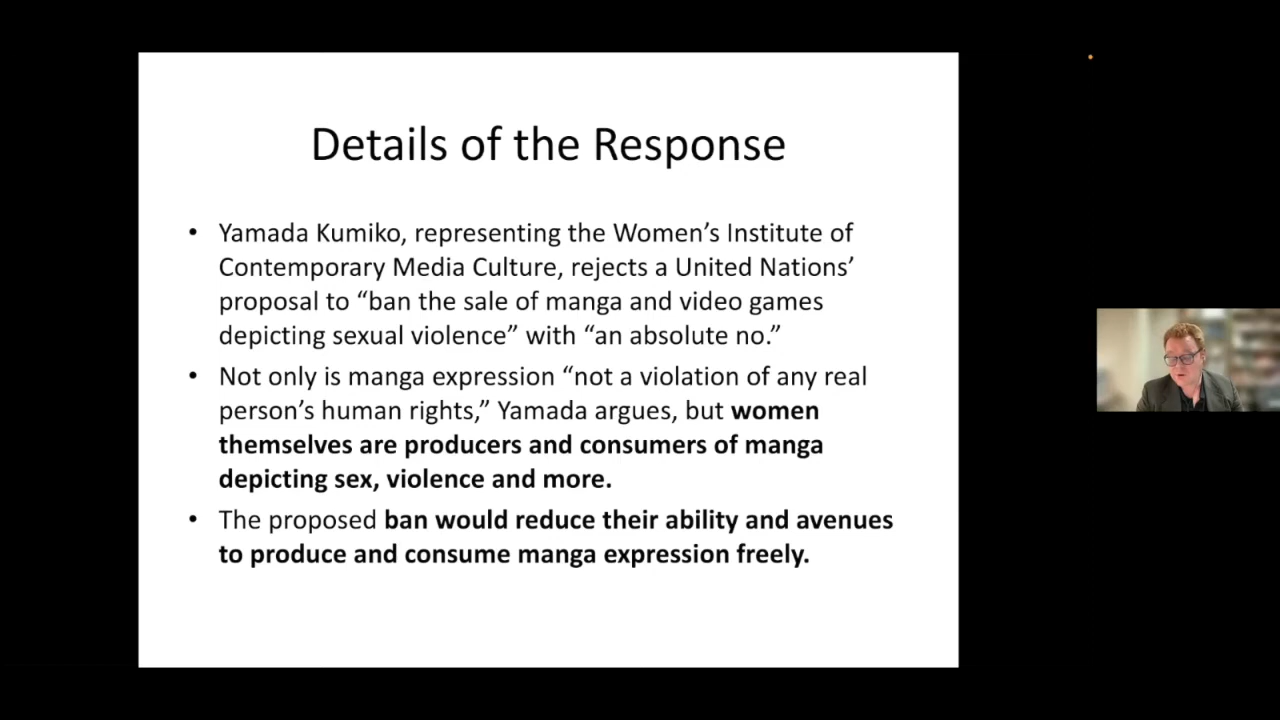 Details of the Response
• Yamada Kumiko, representing the Women’s Institute of
Contemporary Media Culture, rejects a United Nations’
proposal to “ban the sale of manga and video games
depicting sexual violence” with “an absolute no.”
• Not only is manga expression “not a violation of any real
person’s human rights,” Yamada argues, but women
themselves are producers and consumers of manga
depicting sex, violence and more.
• The proposed ban would reduce their ability and avenues
to produce and consume manga expression freely.